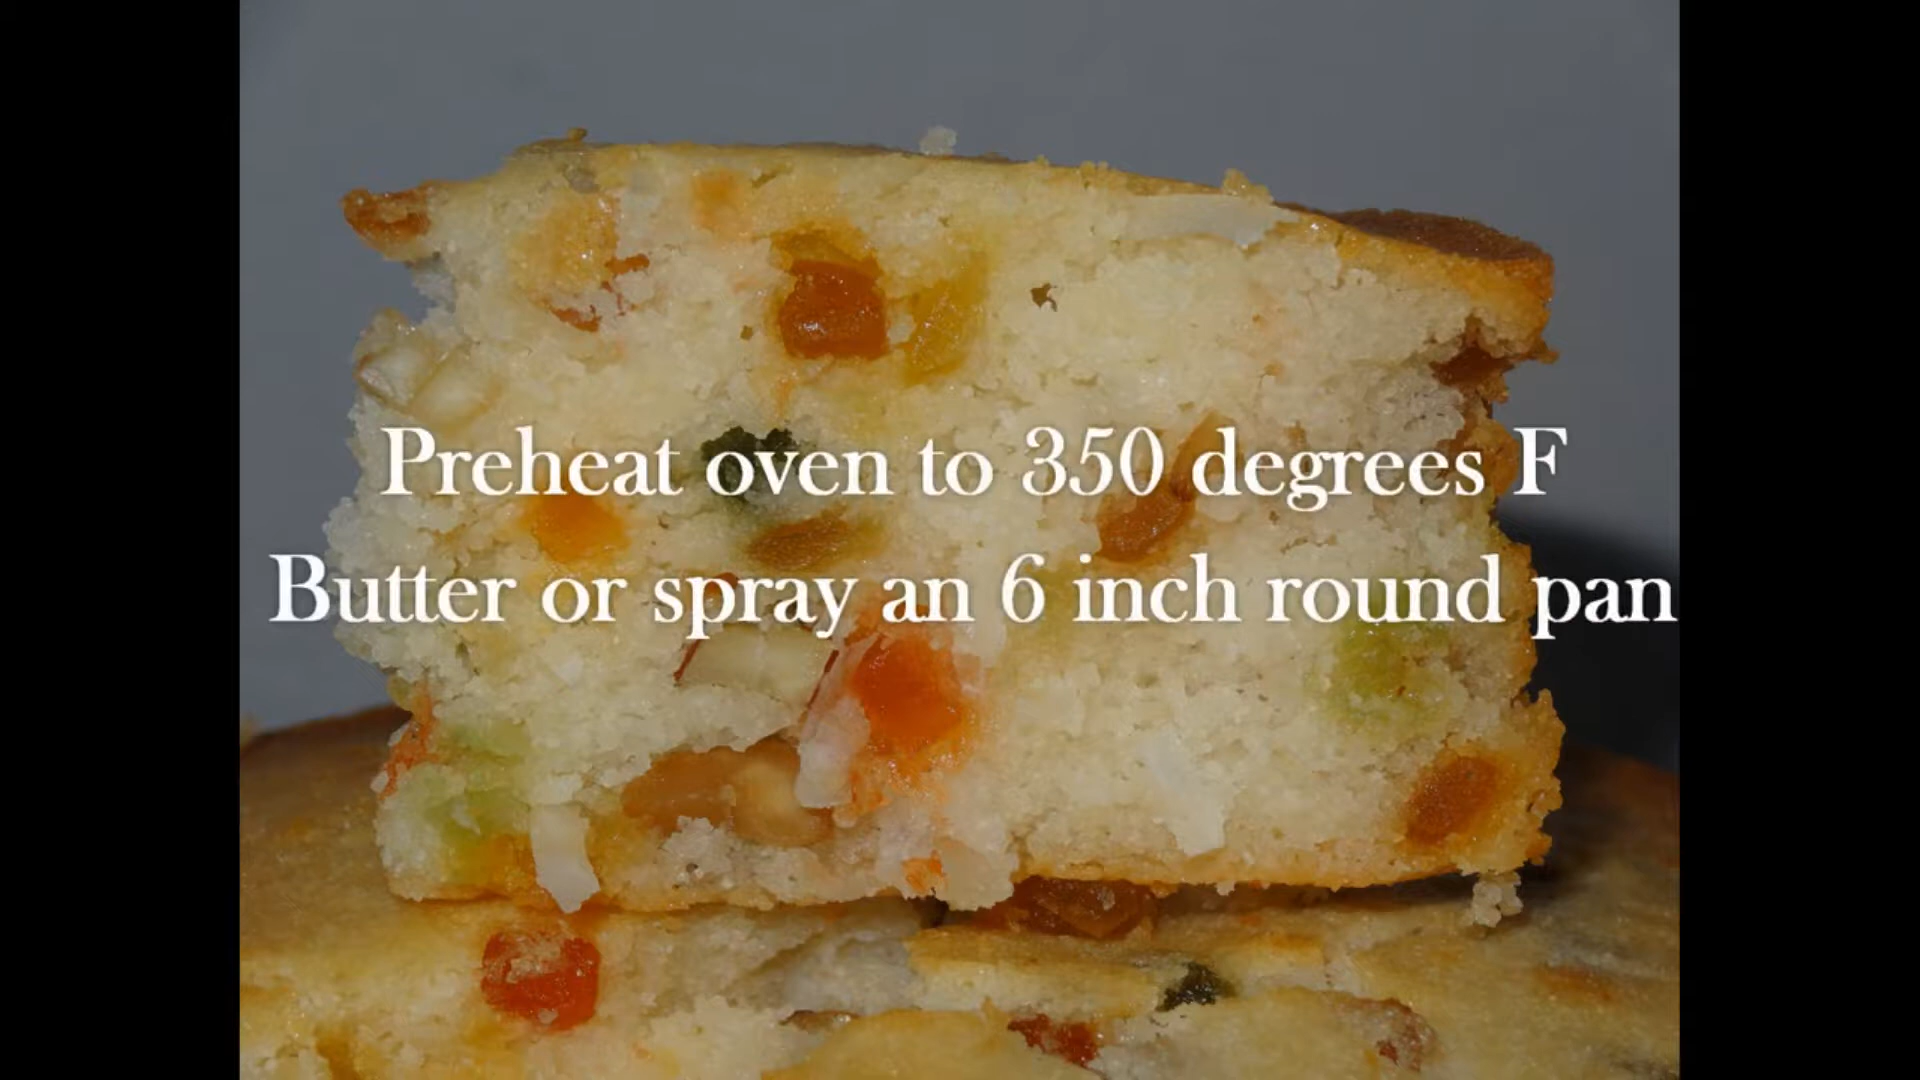 Preheat oven to 350 degrees F
Butter or spray an 6 inch round pan